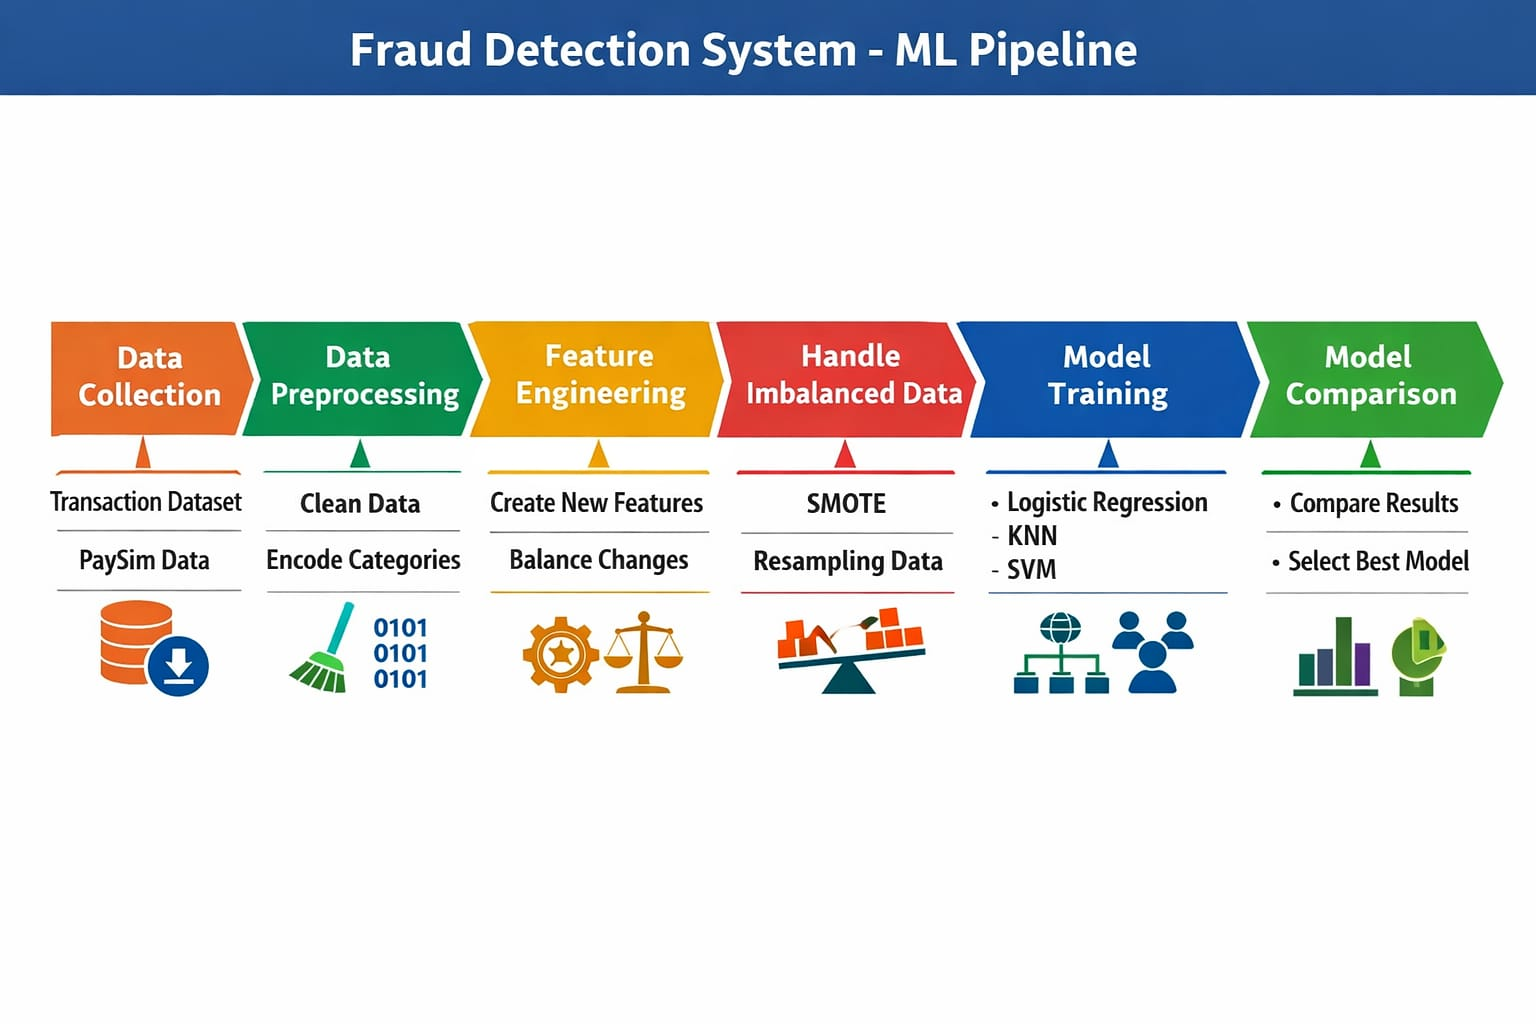 Fraud Detection System - ML Pipeline
Data
Collection
Data
Preprocessing
Feature
Engineering
Handle
Imbalanced Data
Model
Training
Model
Comparison
Transaction Dataset
PaySim Data
Clean Data
Encode Categories
0101
0101
0101
Create New Features
Balance Changes
SMOTE
Resampling Data
• Logistic Regression
- KNN
- SVM
• Compare Results
• Select Best Model